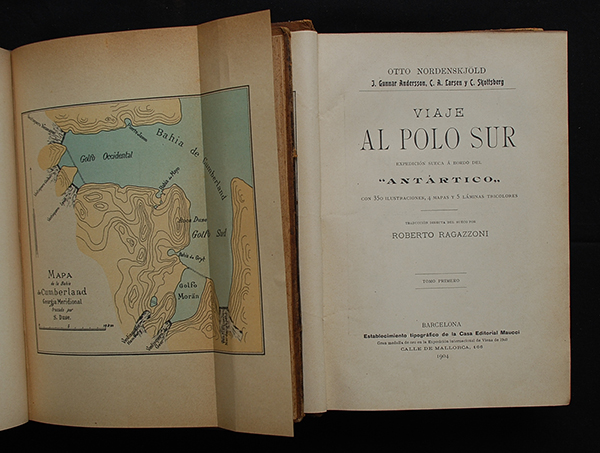 Bahia de Cumberland
Golfo Occidental
Bahia de Mayo
Boca Duse
Golfo Sud
Bahia de Gryt
Golfo
Morán
MAPA
de la Bahia
de Cumberland
Georgia Meridional
Trazado por
S. Duse.
OTTO NORDENSKJÖLD
J. Gunnar Andersson, C. A. Larsen y C. Skottsberg
VIAJE
AL POLO SUR
EXPEDICIÓN SUECA Á BORDO DEL
"ANTÁRTICO"
CON 350 ILUSTRACIONES, 4 MAPAS Y 5 LÁMINAS TRICOLORES
TRADUCCIÓN DIRECTA DEL SUECO POR
ROBERTO RAGAZZONI
TOMO PRIMERO
BARCELONA
Establecimiento tipográfico de la Casa Editorial Maucci
Gran medalla de oro en la Exposición Internacional de Viena de 1903
CALLE DE MALLORCA, 166
1904